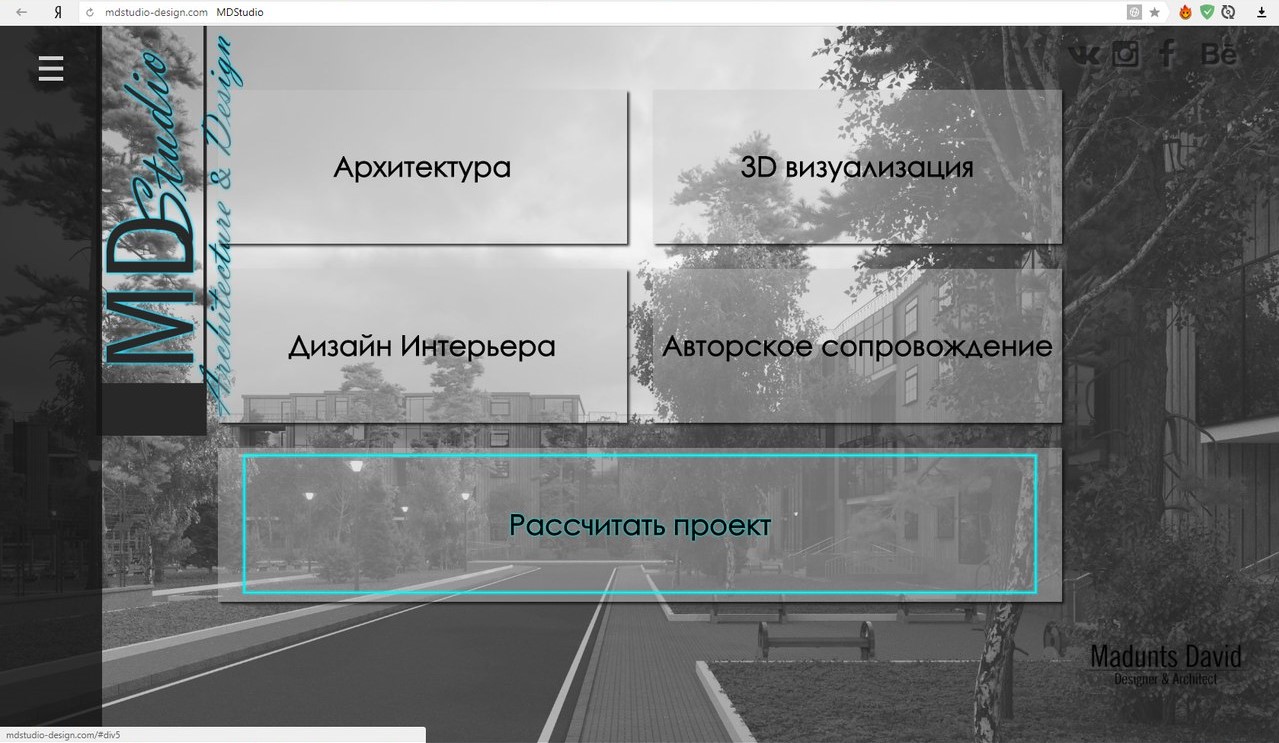 Я
mdstudio-design.com MDStudio
MDStudio
Architecture & Design
Bē
Архитектура
3D визуализация
Дизайн Интерьера
Авторское сопровождение
Рассчитать проект
Madunts David
Designer & Architect
mdstudio-design.com/#div5